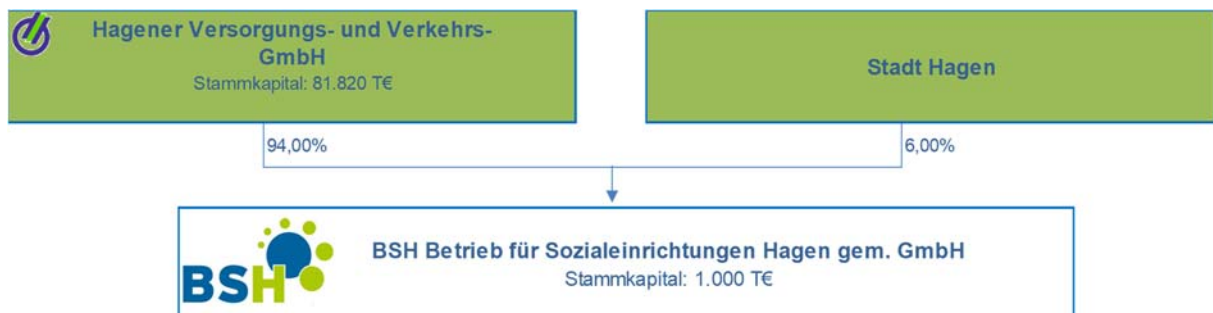 Hagener Versorgungs- und Verkehrs-
GmbH
Stammkapital: 81.820 T€
Stadt Hagen
94,00%
6,00%
BSH
BSH Betrieb für Sozialeinrichtungen Hagen gem. GmbH
Stammkapital: 1.000 T€